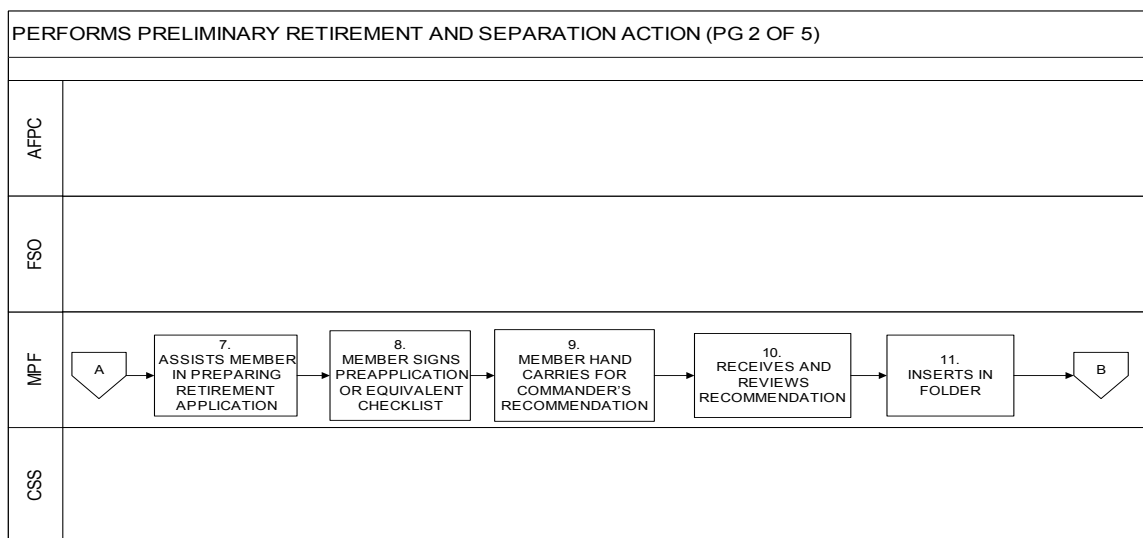 PERFORMS PRELIMINARY RETIREMENT AND SEPARATION ACTION (PG 2 OF 5)
AFPC
FSO
MPF
A
7.
ASSISTS MEMBER
IN PREPARING
RETIREMENT
APPLICATION
8.
MEMBER SIGNS
PREAPPLICATION
OR EQUIVALENT
CHECKLIST
9.
MEMBER HAND
CARRIES FOR
COMMANDER'S
RECOMMENDATION
10.
RECEIVES AND
REVIEWS
RECOMMENDATION
11.
INSERTS IN
FOLDER
B
CSS